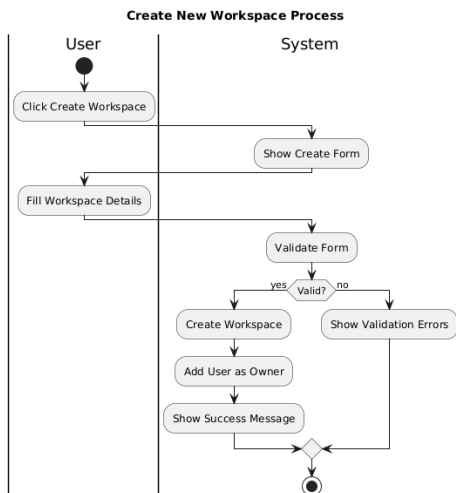 Create New Workspace Process
User
System
Click Create Workspace
Show Create Form
Fill Workspace Details
Validate Form
Valid?
yes
no
Create Workspace
Show Validation Errors
Add User as Owner
Show Success Message